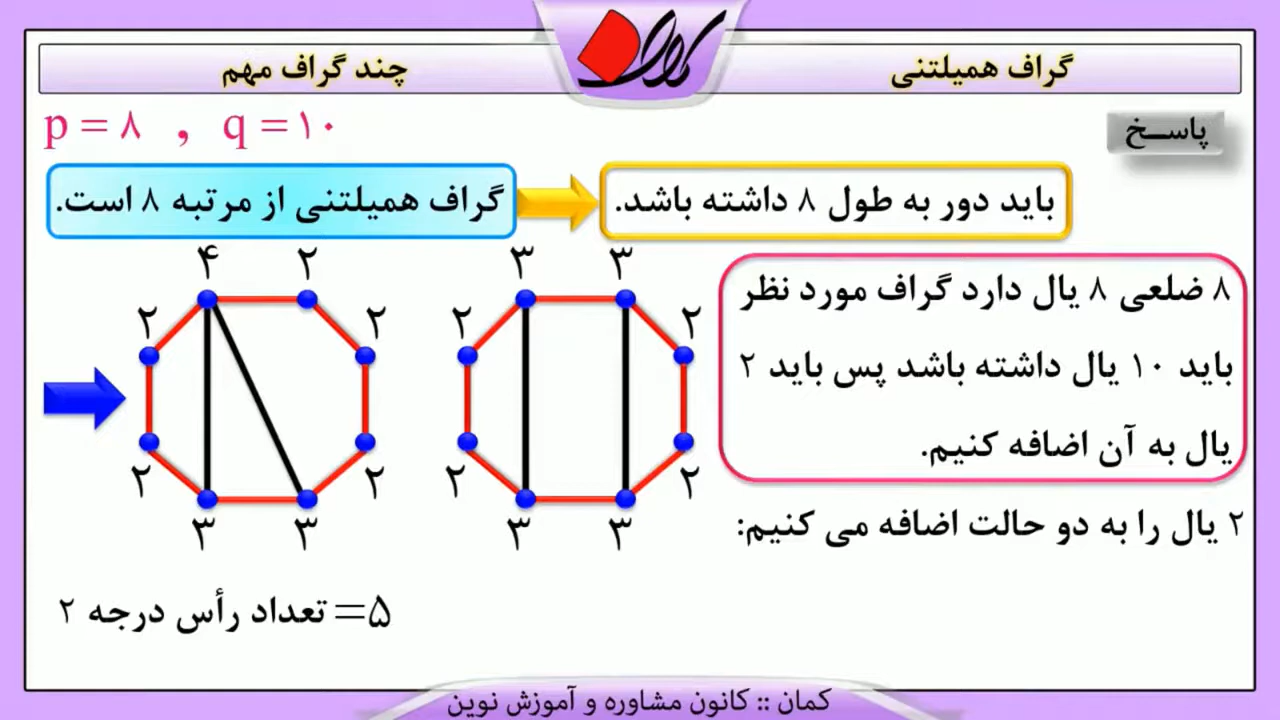 گراف همیلتنی
کمان
چند گراف مهم
پاســخ
p = ۸ , q = ۱۰
گراف همیلتنی از مرتبه ۸ است.
باید دور به طول ۸ داشته باشد.
۸ ضلعی ۸ یال دارد گراف مورد نظر
باید ۱۰ یال داشته باشد پس باید ۲
یال به آن اضافه کنیم.
۲ یال را به دو حالت اضافه می کنیم:
۳ ۳
۲ ۲
۲ ۲
۳ ۳
۴ ۲
۲ ۲
۲ ۲
۳ ۳
۵= تعداد رأس درجه ۲
کمان :: کانون مشاوره و آموزش نوین